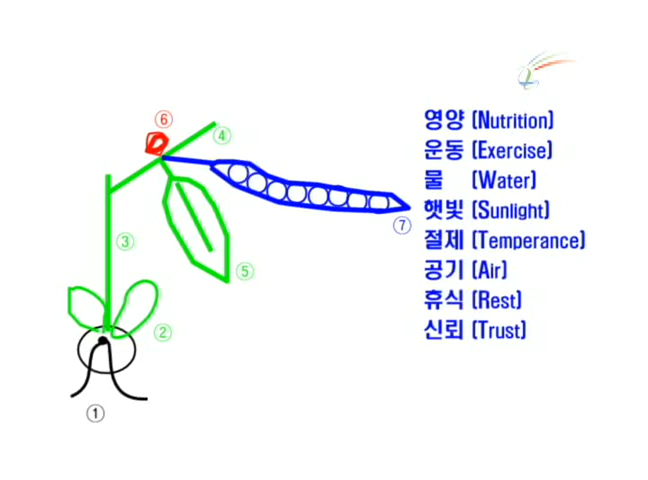 ⑥
④
영양 (Nutrition)
운동 (Exercise)
물 (Water)
햇빛 (Sunlight)
⑦
③
절제 (Temperance)
⑤
공기 (Air)
휴식 (Rest)
②
신뢰 (Trust)
①